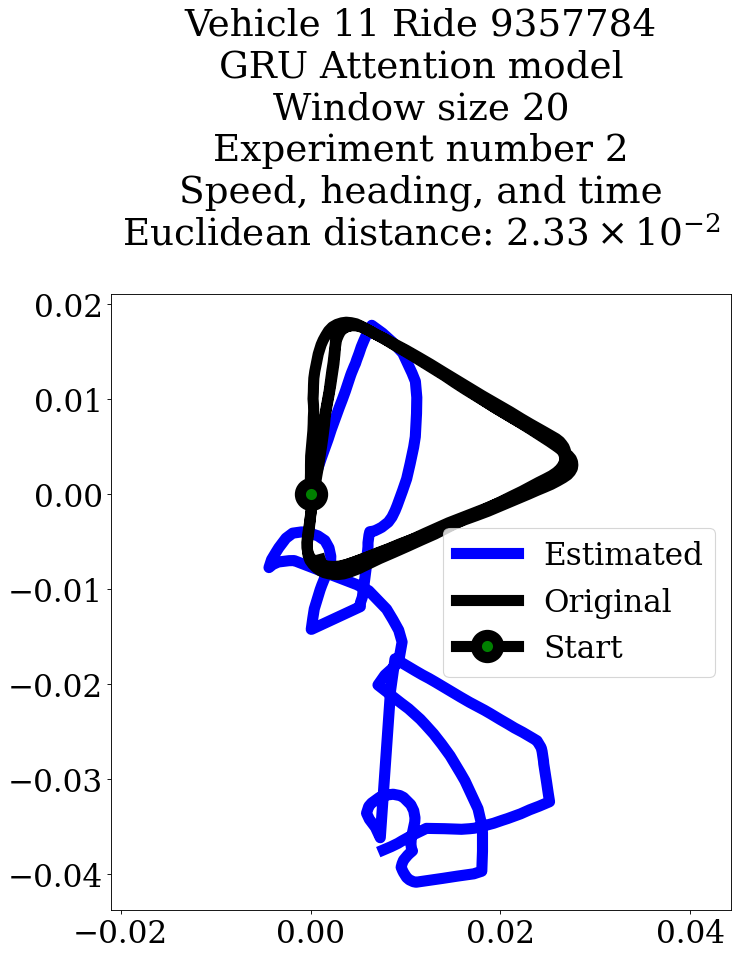 Vehicle 11 Ride 9357784
GRU Attention model
Window size 20
Experiment number 2
Speed, heading, and time
Euclidean distance: 2.33 × 10⁻²
0.02
0.01
0.00
−0.01
−0.02
−0.03
−0.04
Estimated
Original
Start
−0.02 0.00 0.02 0.04